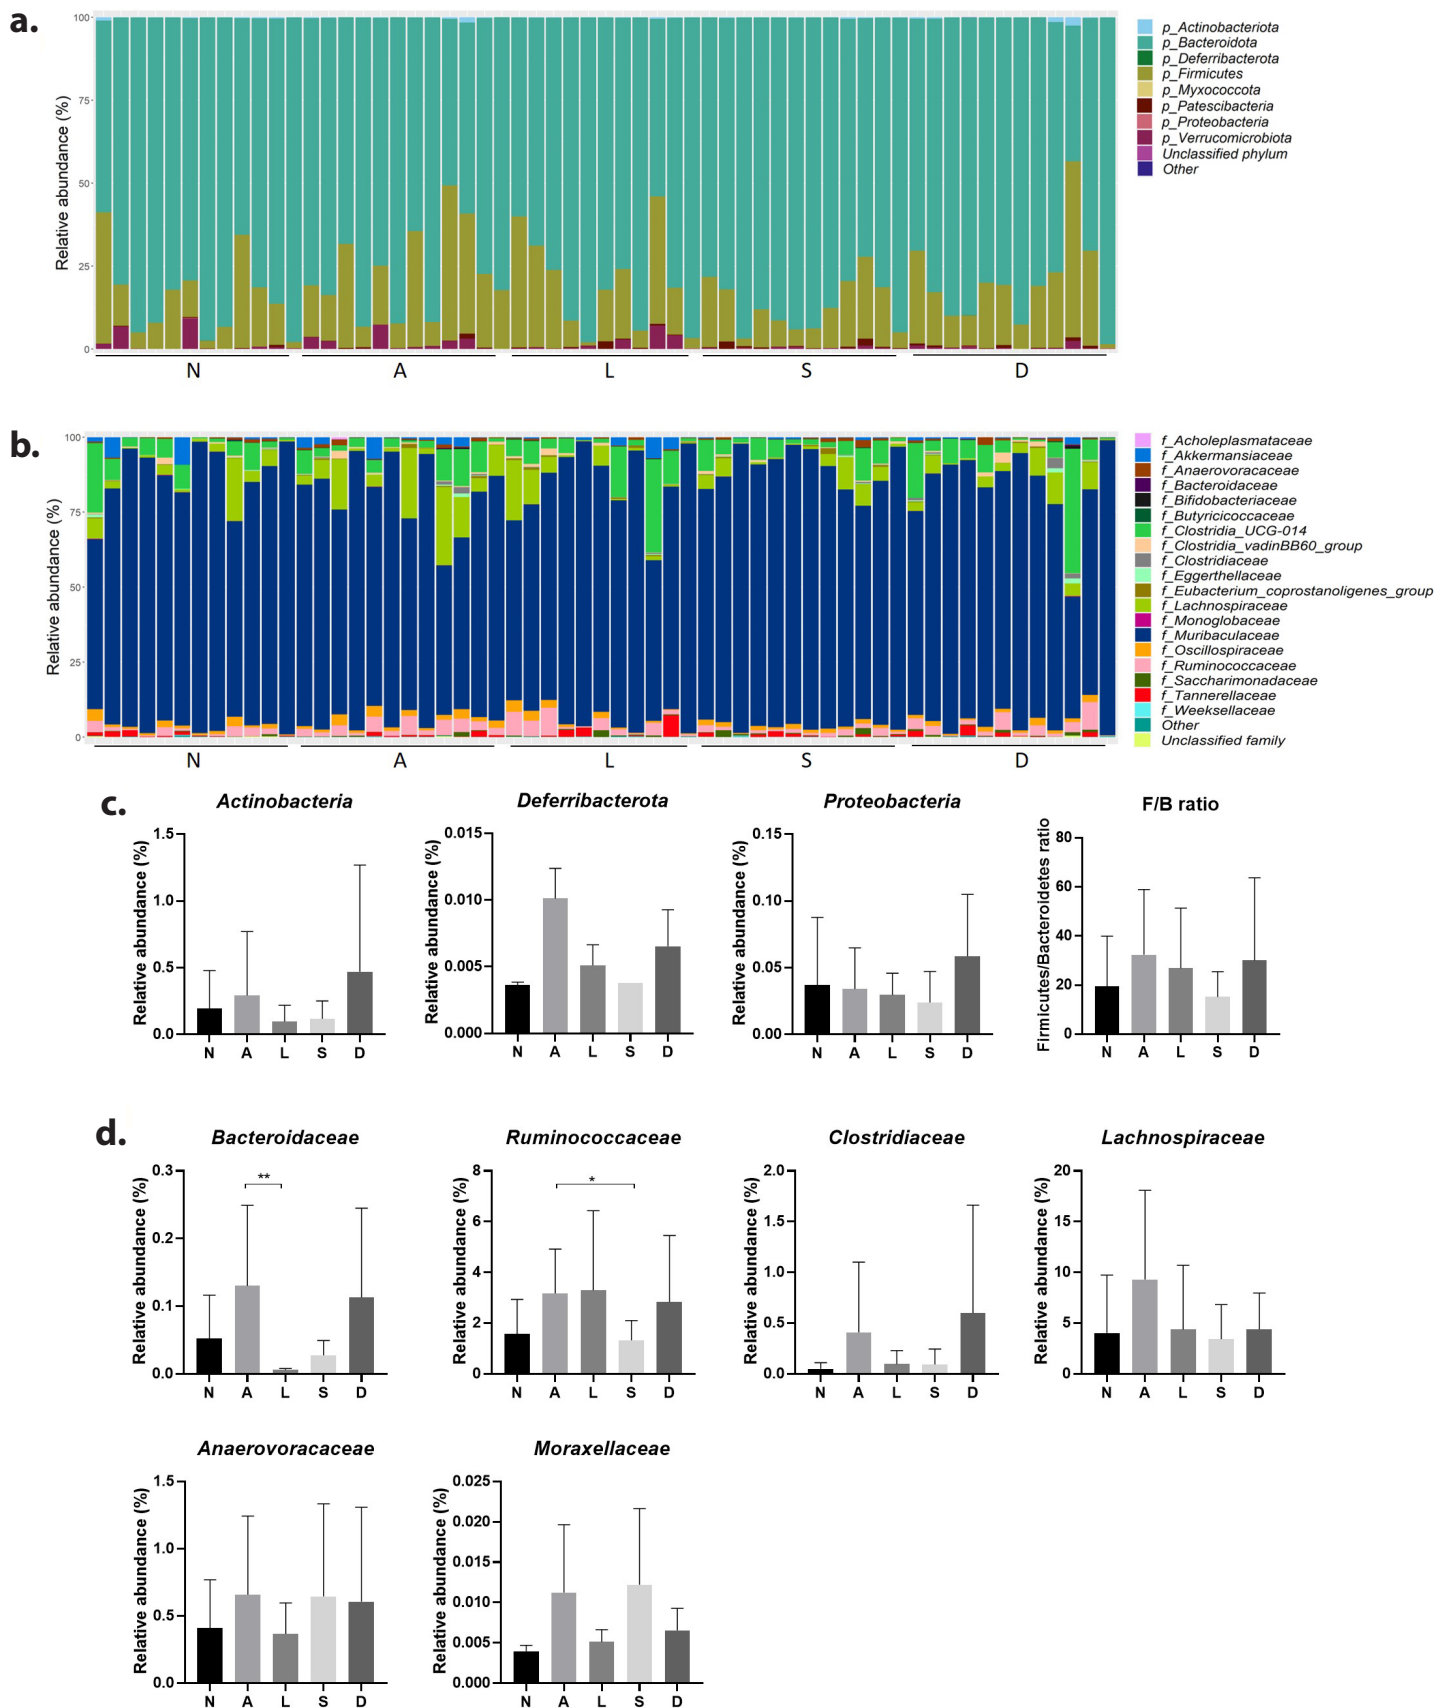 a.
100
75
50
25
0
Relative abundance (%)
N A L S D
p_Actinobacteriota
p_Bacteroidota
p_Deferribacterota
p_Firmicutes
p_Myxococcota
p_Patescibacteria
p_Proteobacteria
p_Verrucomicrobiota
Unclassified phylum
Other
b.
100
75
50
25
0
Relative abundance (%)
N A L S D
f_Acholeplasmataceae
f_Akkermansiaceae
f_Anaerovoracaceae
f_Bacteroidaceae
f_Bifidobacteriaceae
f_Butyricicoccaceae
f_Clostridia_UCG-014
f_Clostridia_vadinBB60_group
f_Clostridiaceae
f_Eggerthellaceae
f_Eubacterium_coprostanoligenes_group
f_Lachnospiraceae
f_Monoglobaceae
f_Muribaculaceae
f_Oscillospiraceae
f_Ruminococcaceae
f_Saccharimonadaceae
f_Tannerellaceae
f_Weeksellaceae
Other
Unclassified family
c.
Actinobacteria
Relative abundance (%)
1.5
1.0
0.5
0.0
N A L S D
Deferribacterota
Relative abundance (%)
0.015
0.010
0.005
0.000
N A L S D
Proteobacteria
Relative abundance (%)
0.15
0.10
0.05
0.00
N A L S D
F/B ratio
Firmicutes/Bacteroidetes ratio
80
60
40
20
0
N A L S D
d.
Bacteroidaceae
Relative abundance (%)
0.3
0.2
0.1
0.0
**
N A L S D
Ruminococcaceae
Relative abundance (%)
8
6
4
2
0
*
N A L S D
Clostridiaceae
Relative abundance (%)
2.0
1.5
1.0
0.5
0.0
N A L S D
Lachnospiraceae
Relative abundance (%)
20
15
10
5
0
N A L S D
Anaerovoracaceae
Relative abundance (%)
1.5
1.0
0.5
0.0
N A L S D
Moraxellaceae
Relative abundance (%)
0.025
0.020
0.015
0.010
0.005
0.000
N A L S D